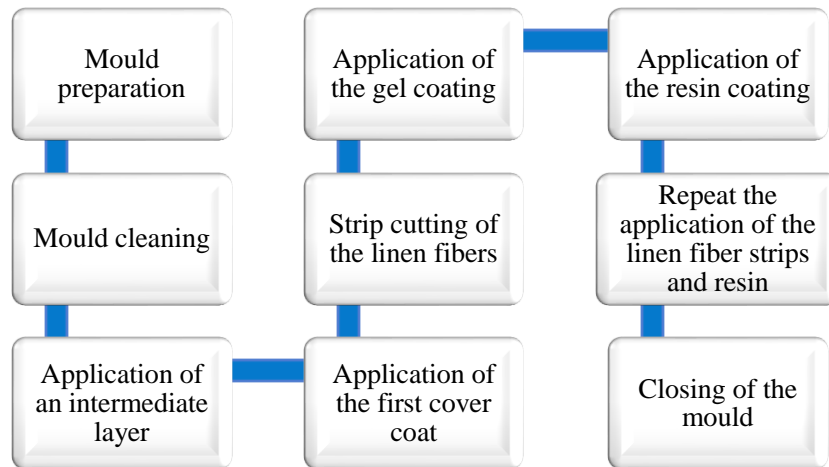 Mould
preparation
Mould cleaning
Application of
an intermediate
layer
Application of
the first cover
coat
Strip cutting of
the linen fibers
Application of
the gel coating
Application of
the resin coating
Repeat the
application of the
linen fiber strips
and resin
Closing of the
mould